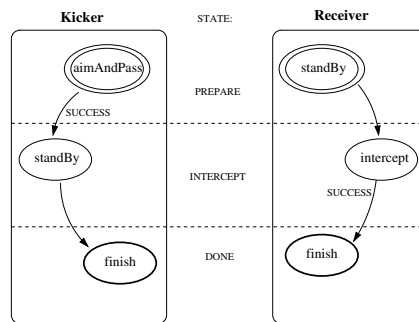 Kicker
STATE:
Receiver
aimAndPass
standBy
PREPARE
SUCCESS
standBy
intercept
INTERCEPT
SUCCESS
finish
DONE
finish